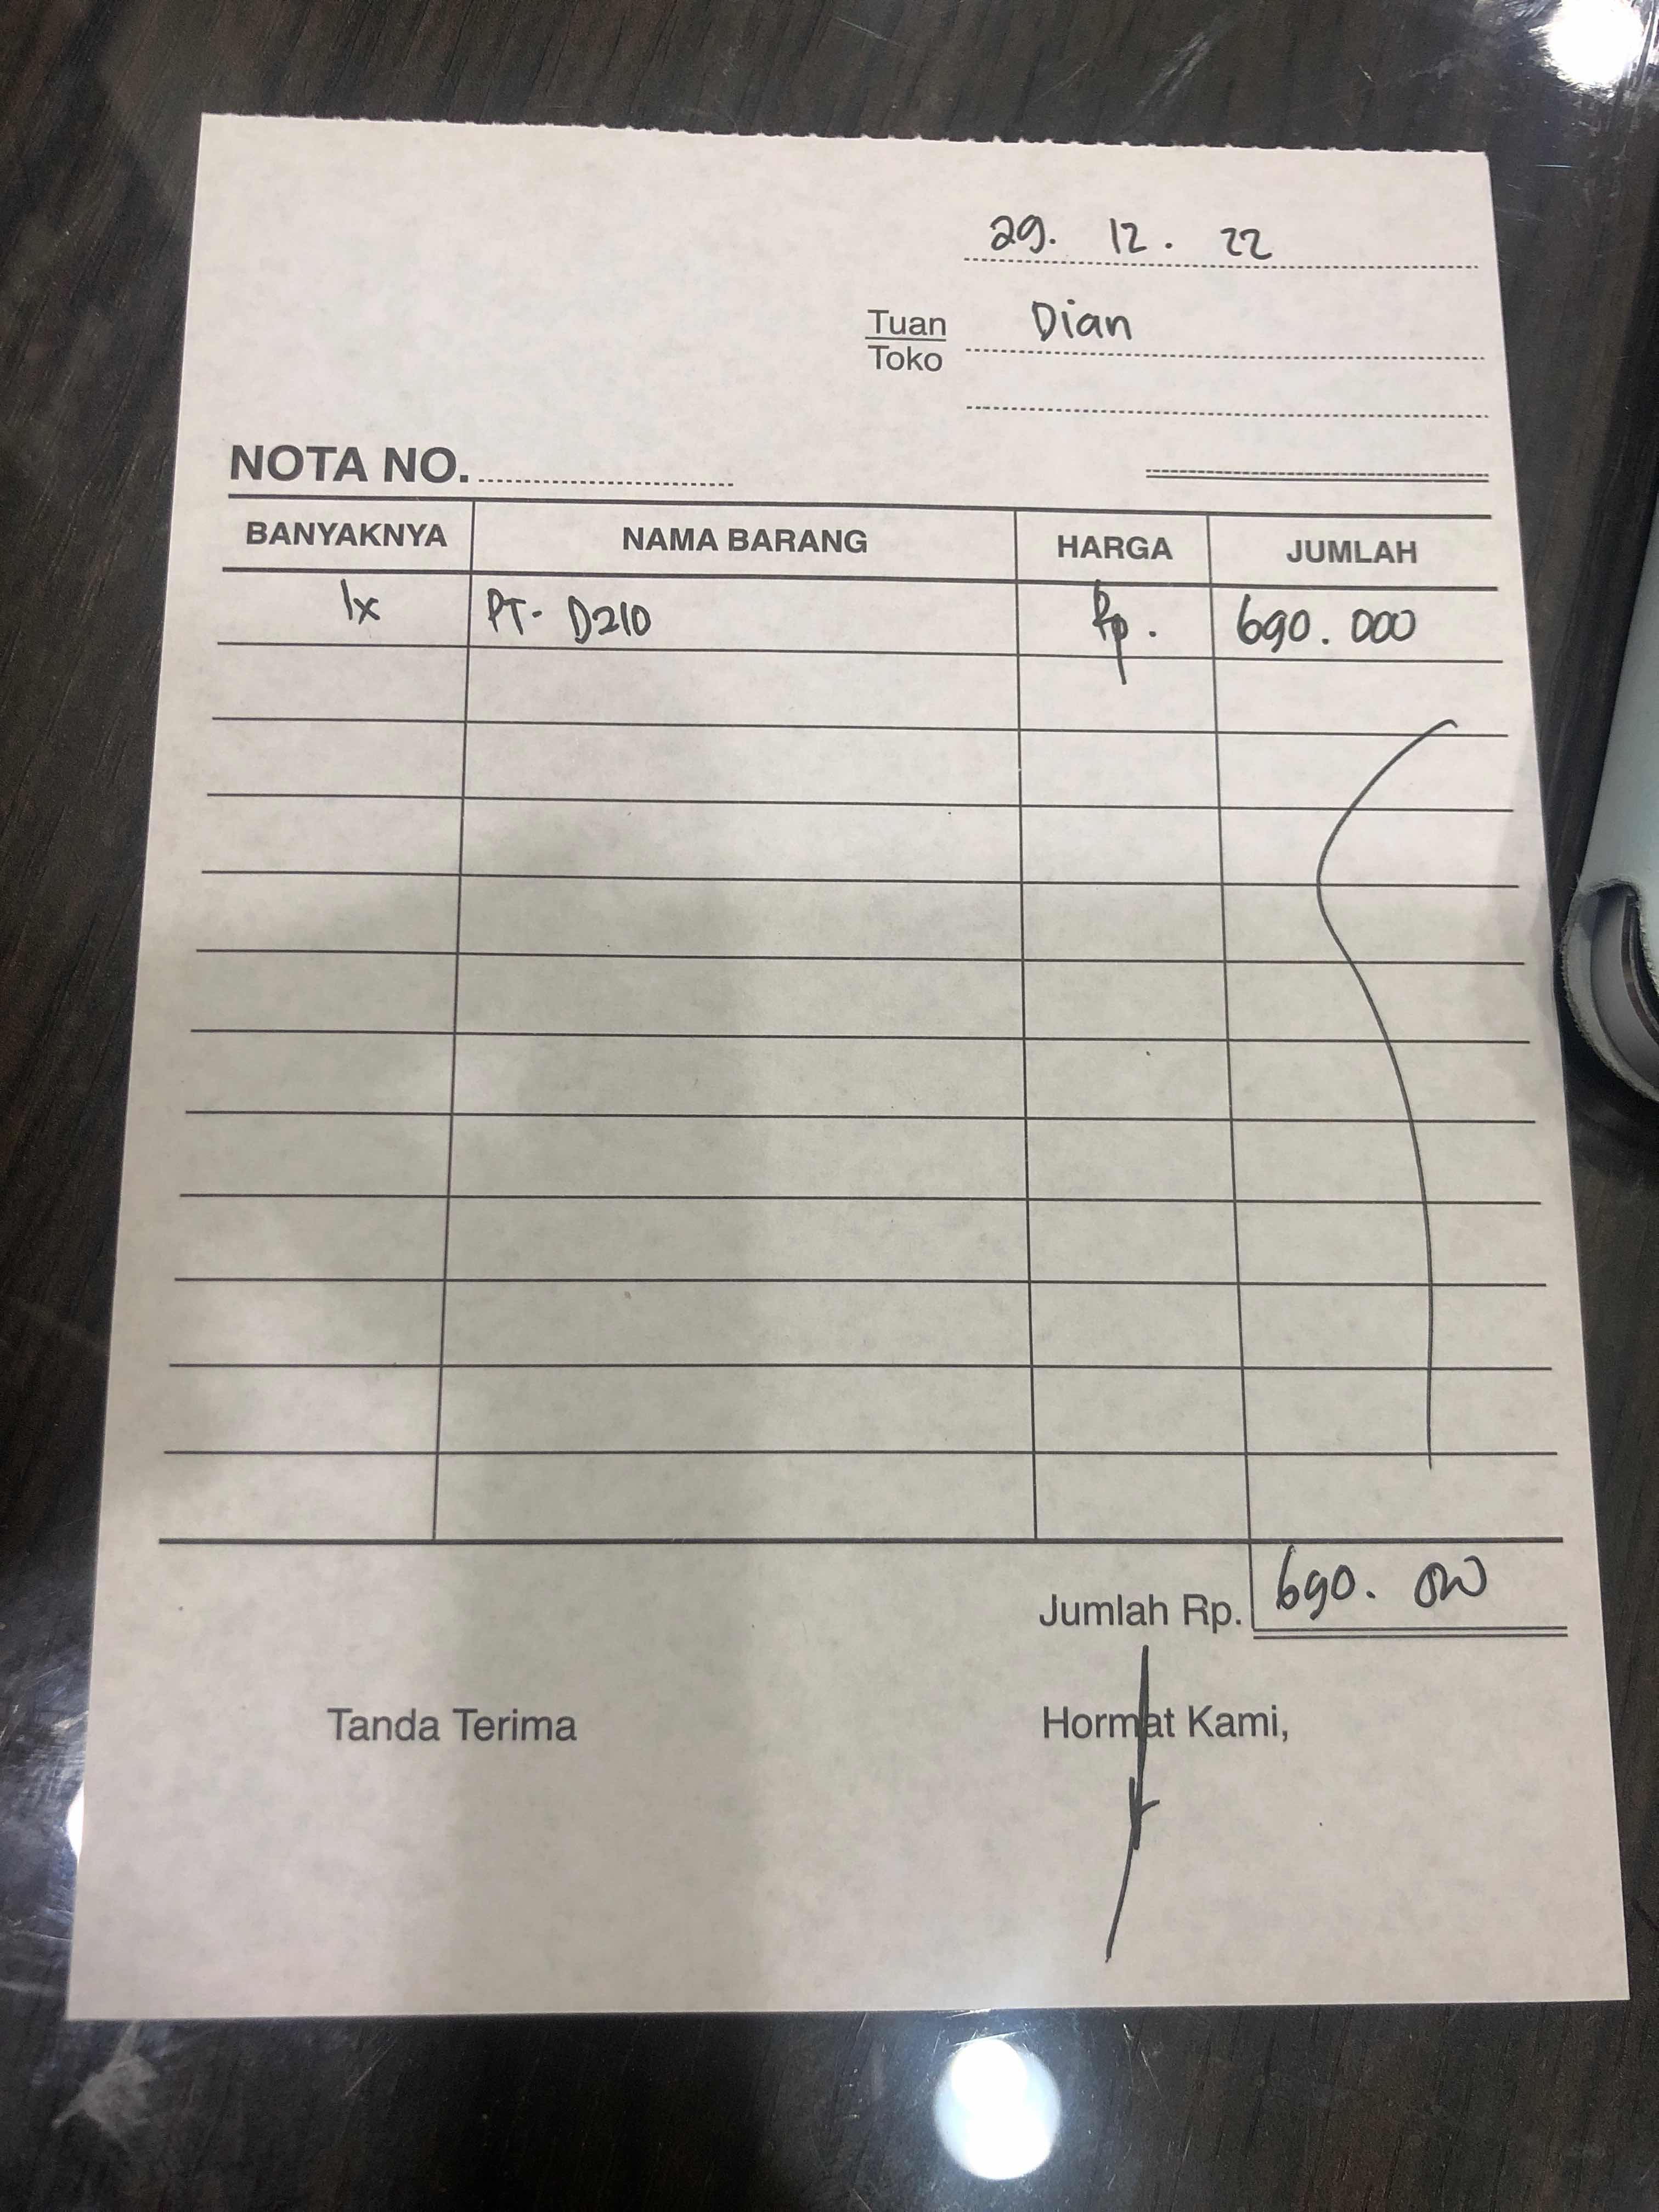 29. 12. 22
Tuan Dian
Toko
NOTA NO.
BANYAKNYA NAMA BARANG HARGA JUMLAH
1x PT-D210 Rp. 690.000
Jumlah Rp. 690.000
Tanda Terima Hormat Kami,